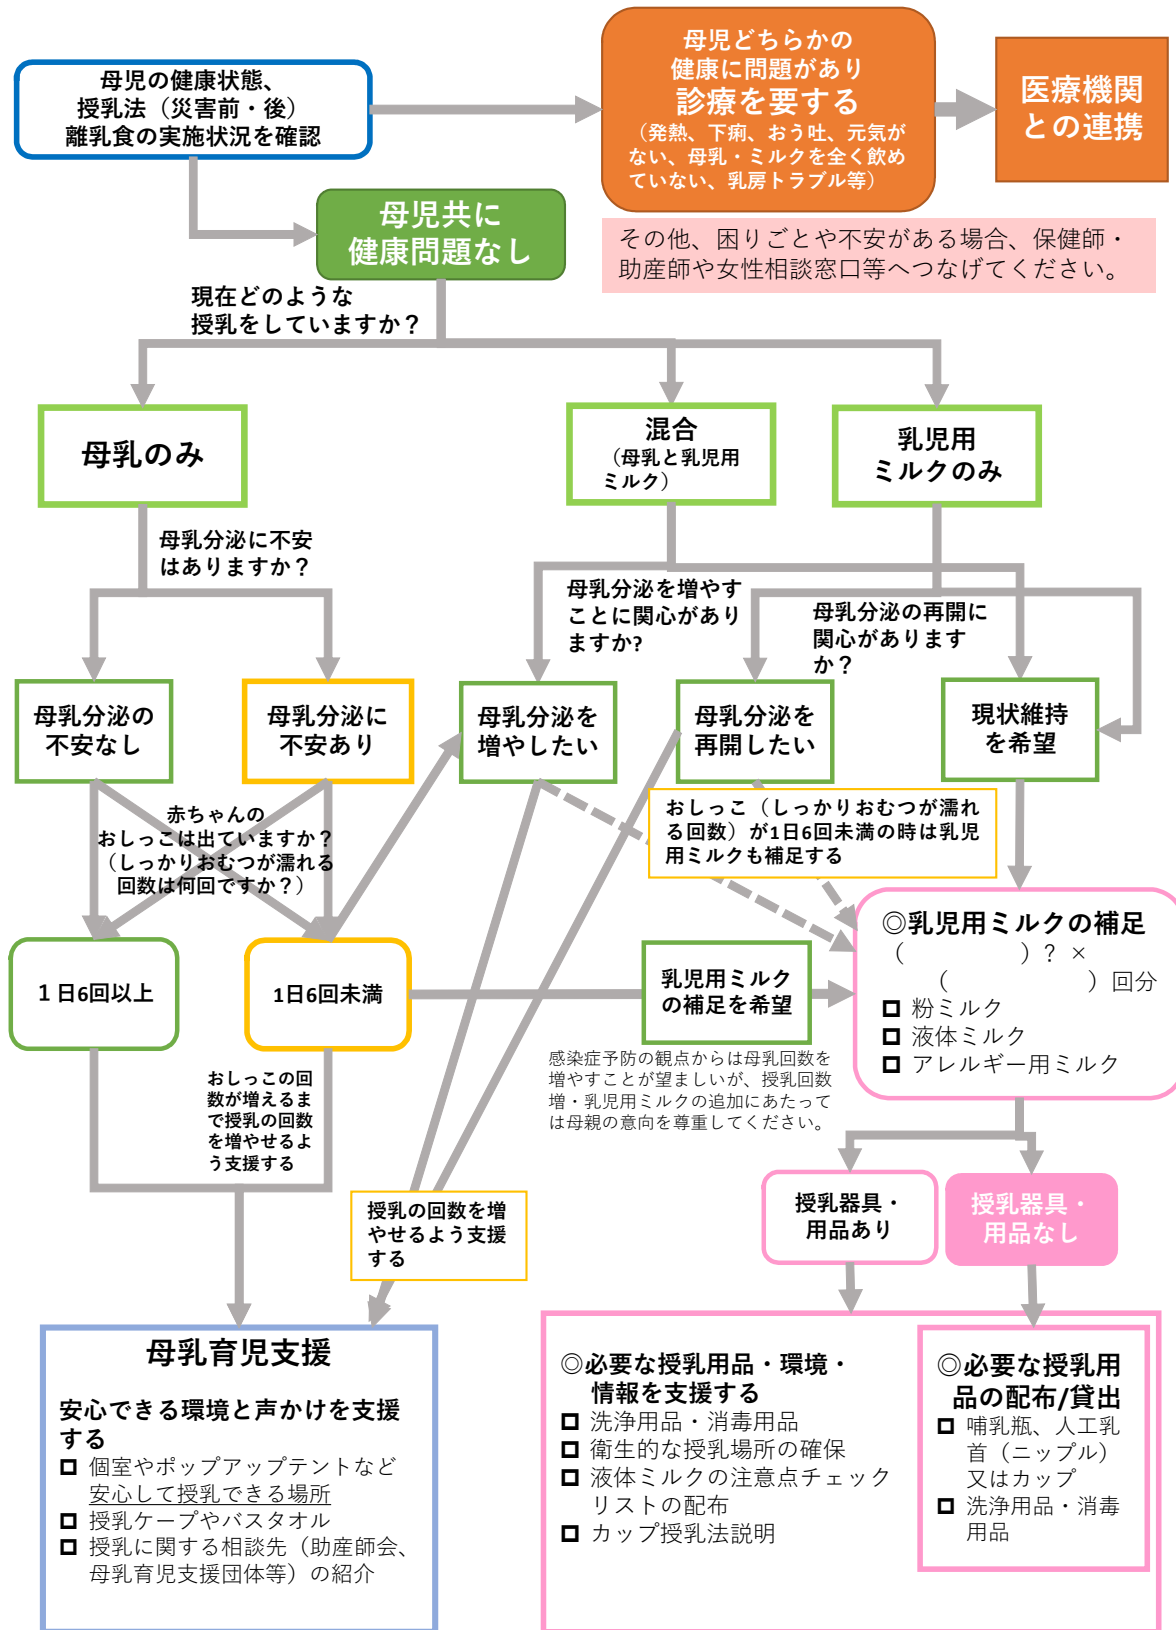 母児の健康状態、
授乳法（災害前・後）
離乳食の実施状況を確認
母児どちらかの
健康に問題があり
診療を要する
（発熱、下痢、おう吐、元気が
ない、母乳・ミルクを全く飲め
ていない、乳房トラブル等）
医療機関
との連携
母児共に
健康問題なし
その他、困りごとや不安がある場合、保健師・
助産師や女性相談窓口等へつなげてください。
現在どのような
授乳をしていますか？
母乳のみ
混合
（母乳と乳児用
ミルク）
乳児用
ミルクのみ
母乳分泌に不安
はありますか？
母乳分泌を増やす
ことに関心があり
ますか?
母乳分泌の再開に
関心があります
か？
母乳分泌の
不安なし
母乳分泌に
不安あり
母乳分泌を
増やしたい
母乳分泌を
再開したい
現状維持
を希望
赤ちゃんの
おしっこは出ていますか？
（しっかりおむつが濡れる
回数は何回ですか？）
おしっこ（しっかりおむつが濡れ
る回数）が1日6回未満の時は乳児
用ミルクも補足する
１日6回以上
1日6回未満
乳児用ミルク
の補足を希望
◎乳児用ミルクの補足
（　　　　　）？×
（　　　　　　）回分
粉ミルク
液体ミルク
アレルギー用ミルク
感染症予防の観点からは母乳回数を
増やすことが望ましいが、授乳回数
増・乳児用ミルクの追加にあたって
は母親の意向を尊重してください。
おしっこの回
数が増えるま
で授乳の回数
を増やせるよ
う支援する
授乳の回数を増
やせるよう支援
する
授乳器具・
用品あり
授乳器具・
用品なし
母乳育児支援
安心できる環境と声かけを支援
する
個室やポップアップテントなど
安心して授乳できる場所
授乳ケープやバスタオル
授乳に関する相談先（助産師会、
母乳育児支援団体等）の紹介
◎必要な授乳用品・環境・
情報を支援する
洗浄用品・消毒用品
衛生的な授乳場所の確保
液体ミルクの注意点チェック
リストの配布
カップ授乳法説明
◎必要な授乳用
品の配布/貸出
哺乳瓶、人工乳
首（ニップル）
又はカップ
洗浄用品・消毒
用品